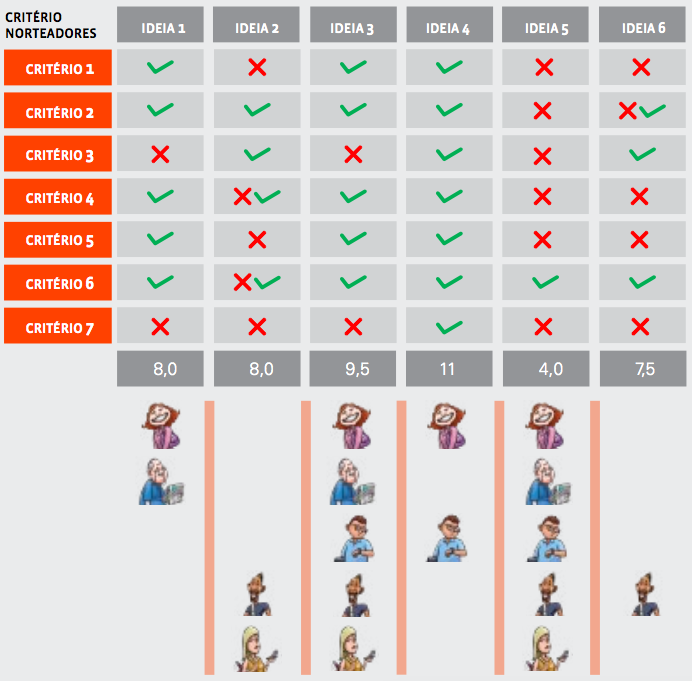 CRITÉRIO
NORTEADORES
IDEIA 1 IDEIA 2 IDEIA 3 IDEIA 4 IDEIA 5 IDEIA 6
CRITÉRIO 1
CRITÉRIO 2
CRITÉRIO 3
CRITÉRIO 4
CRITÉRIO 5
CRITÉRIO 6
CRITÉRIO 7
8,0 8,0 9,5 11 4,0 7,5